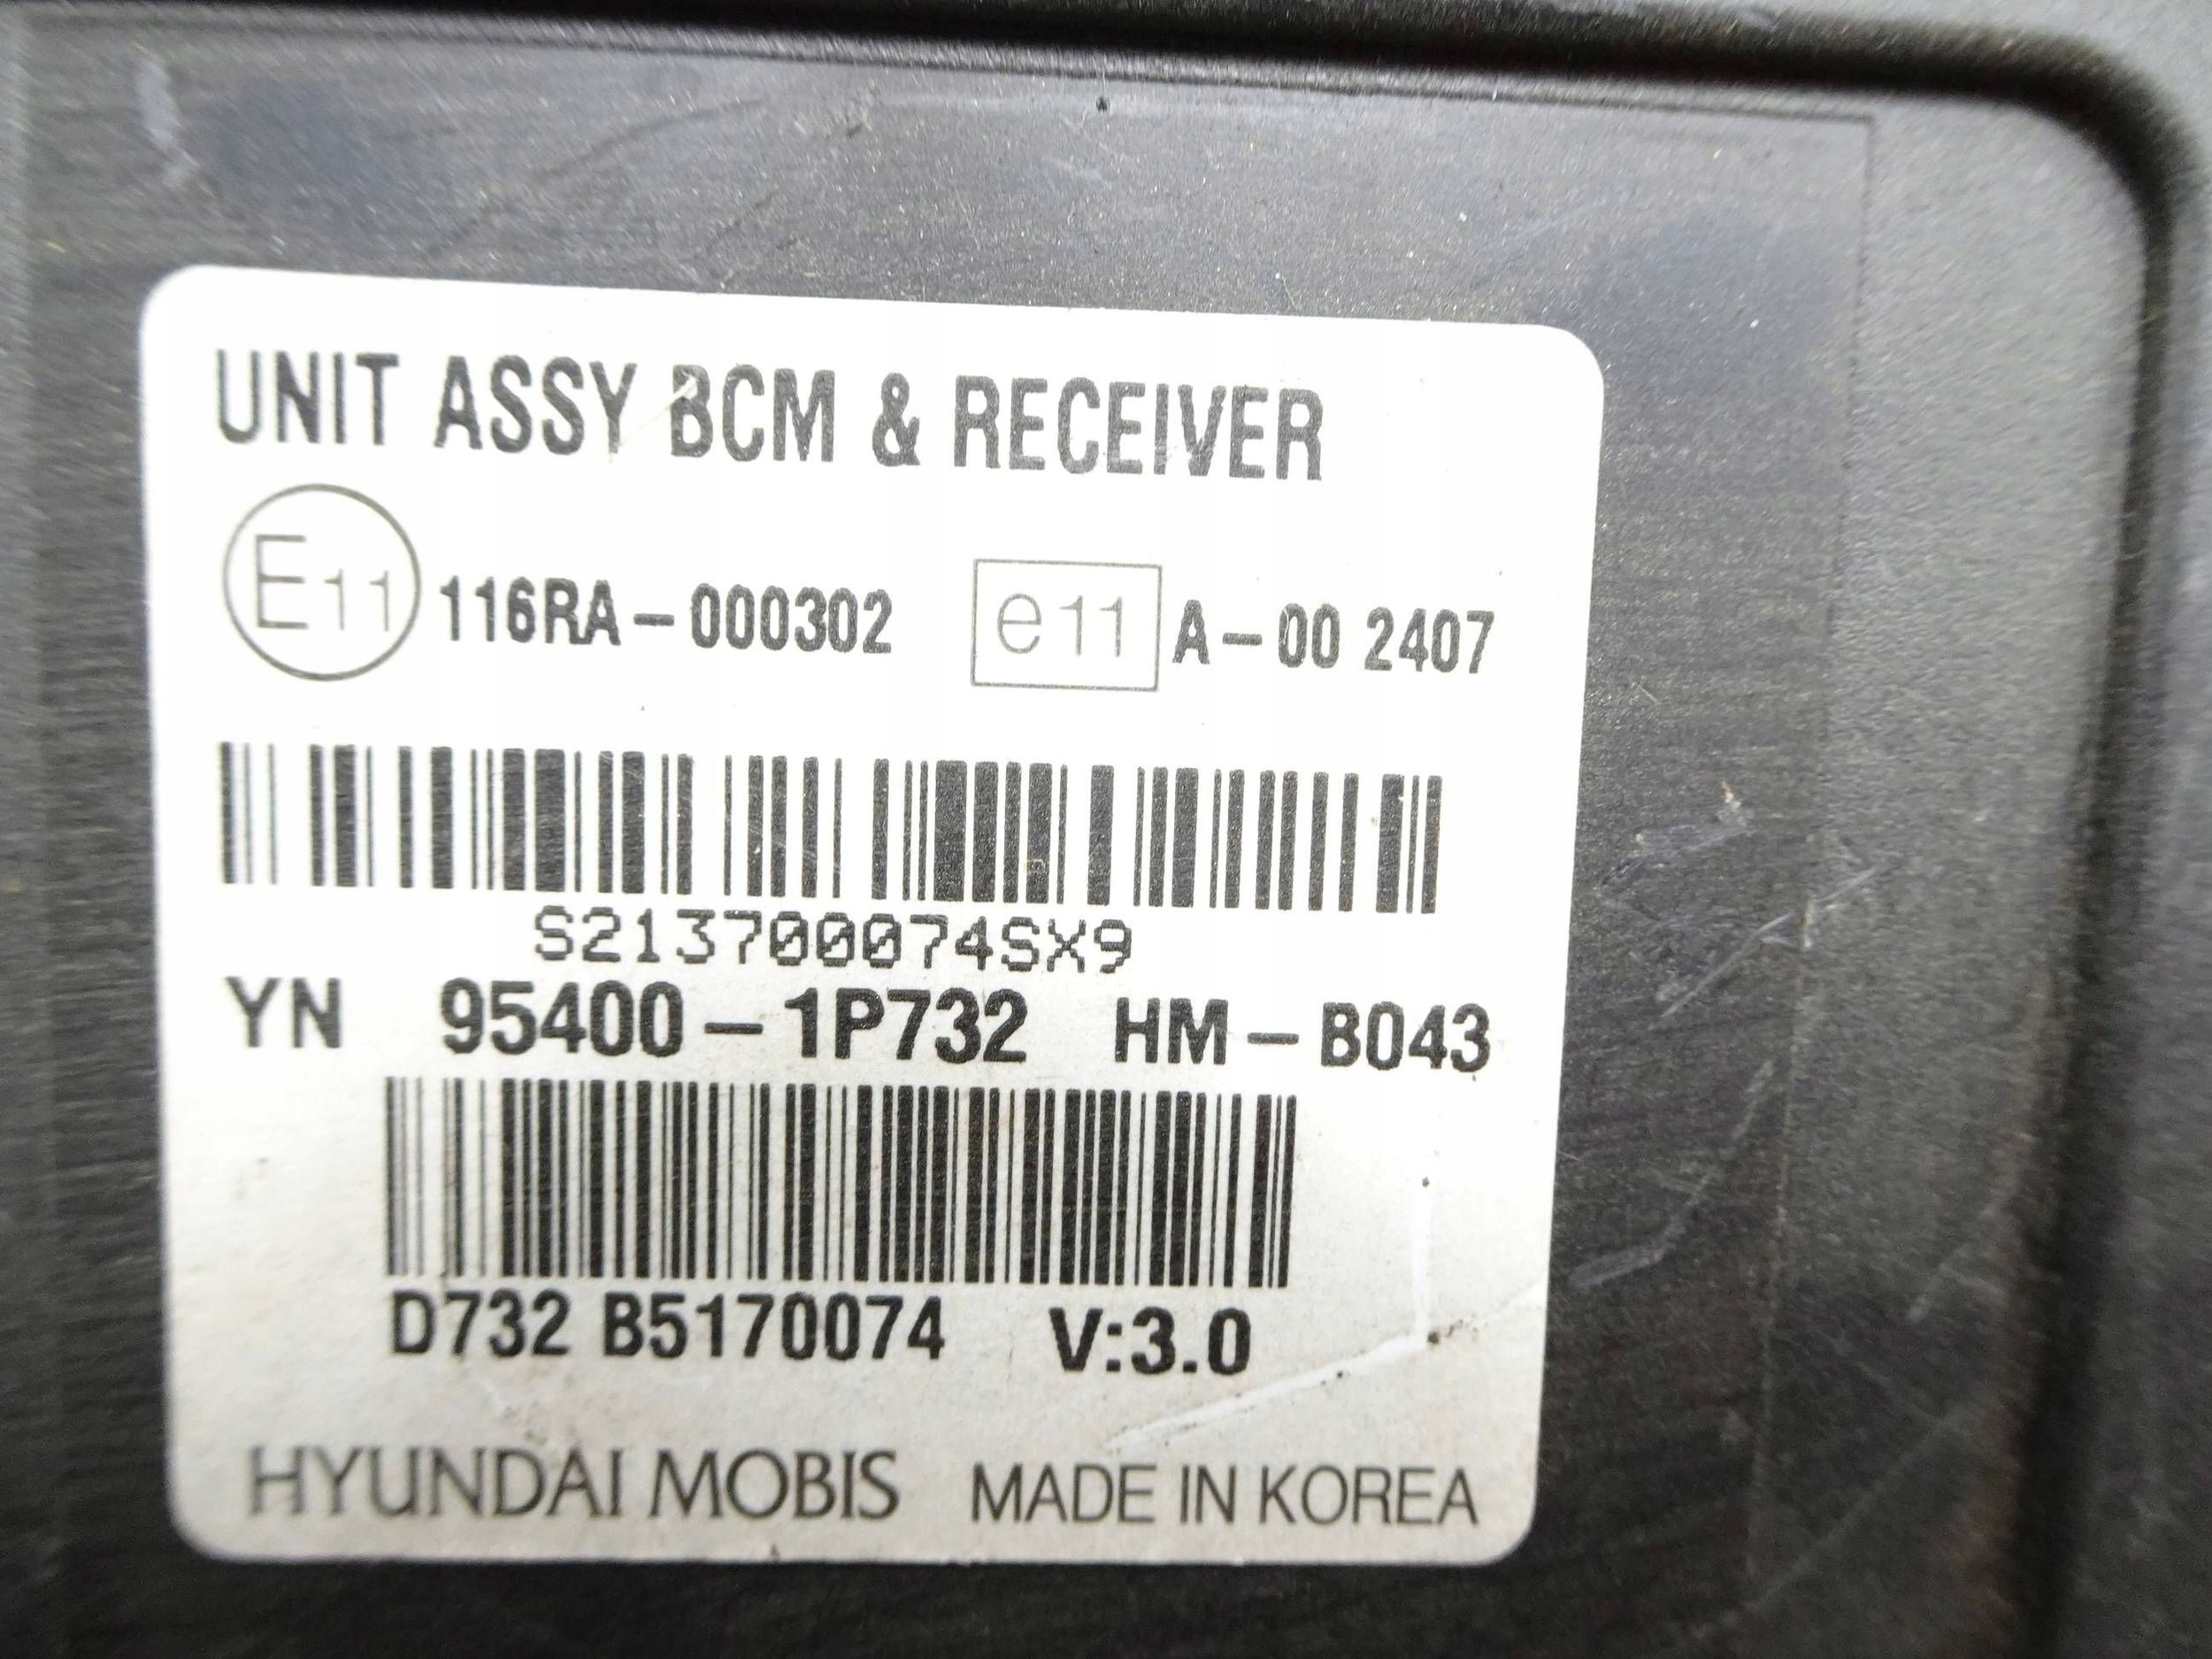 UNIT ASSY BCM & RECEIVER
E11 116RA-000302 e11 A-00 2407
S213700074SX9
YN 95400-1P732 HM-B043
D732 B5170074 V:3.0
HYUNDAI MOBIS MADE IN KOREA